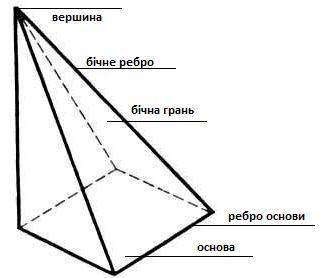 вершина
бічне ребро
бічна грань
ребро основи
основа